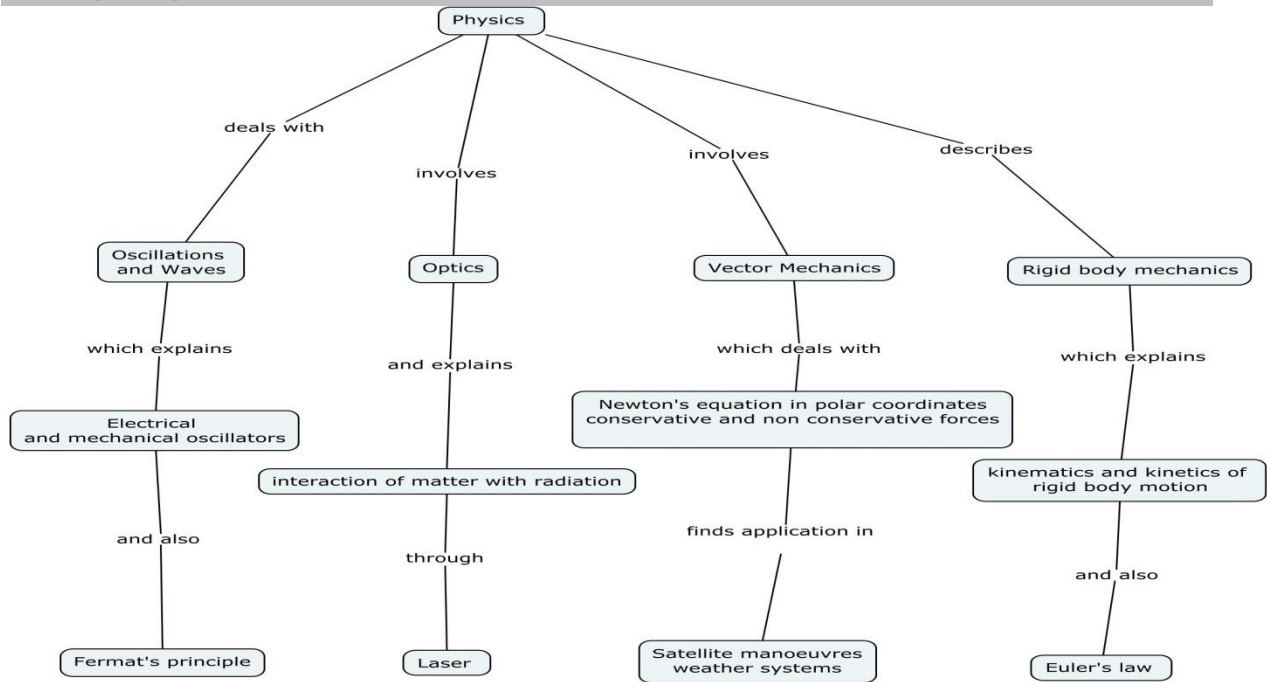 Physics
deals with
involves
involves
describes
Oscillations
and Waves
Optics
Vector Mechanics
Rigid body mechanics
which explains
and explains
which deals with
which explains
Electrical
and mechanical oscillators
interaction of matter with radiation
Newton's equation in polar coordinates
conservative and non conservative forces
kinematics and kinetics of
rigid body motion
and also
through
finds application in
and also
Fermat's principle
Laser
Satellite manoeuvres
weather systems
Euler's law